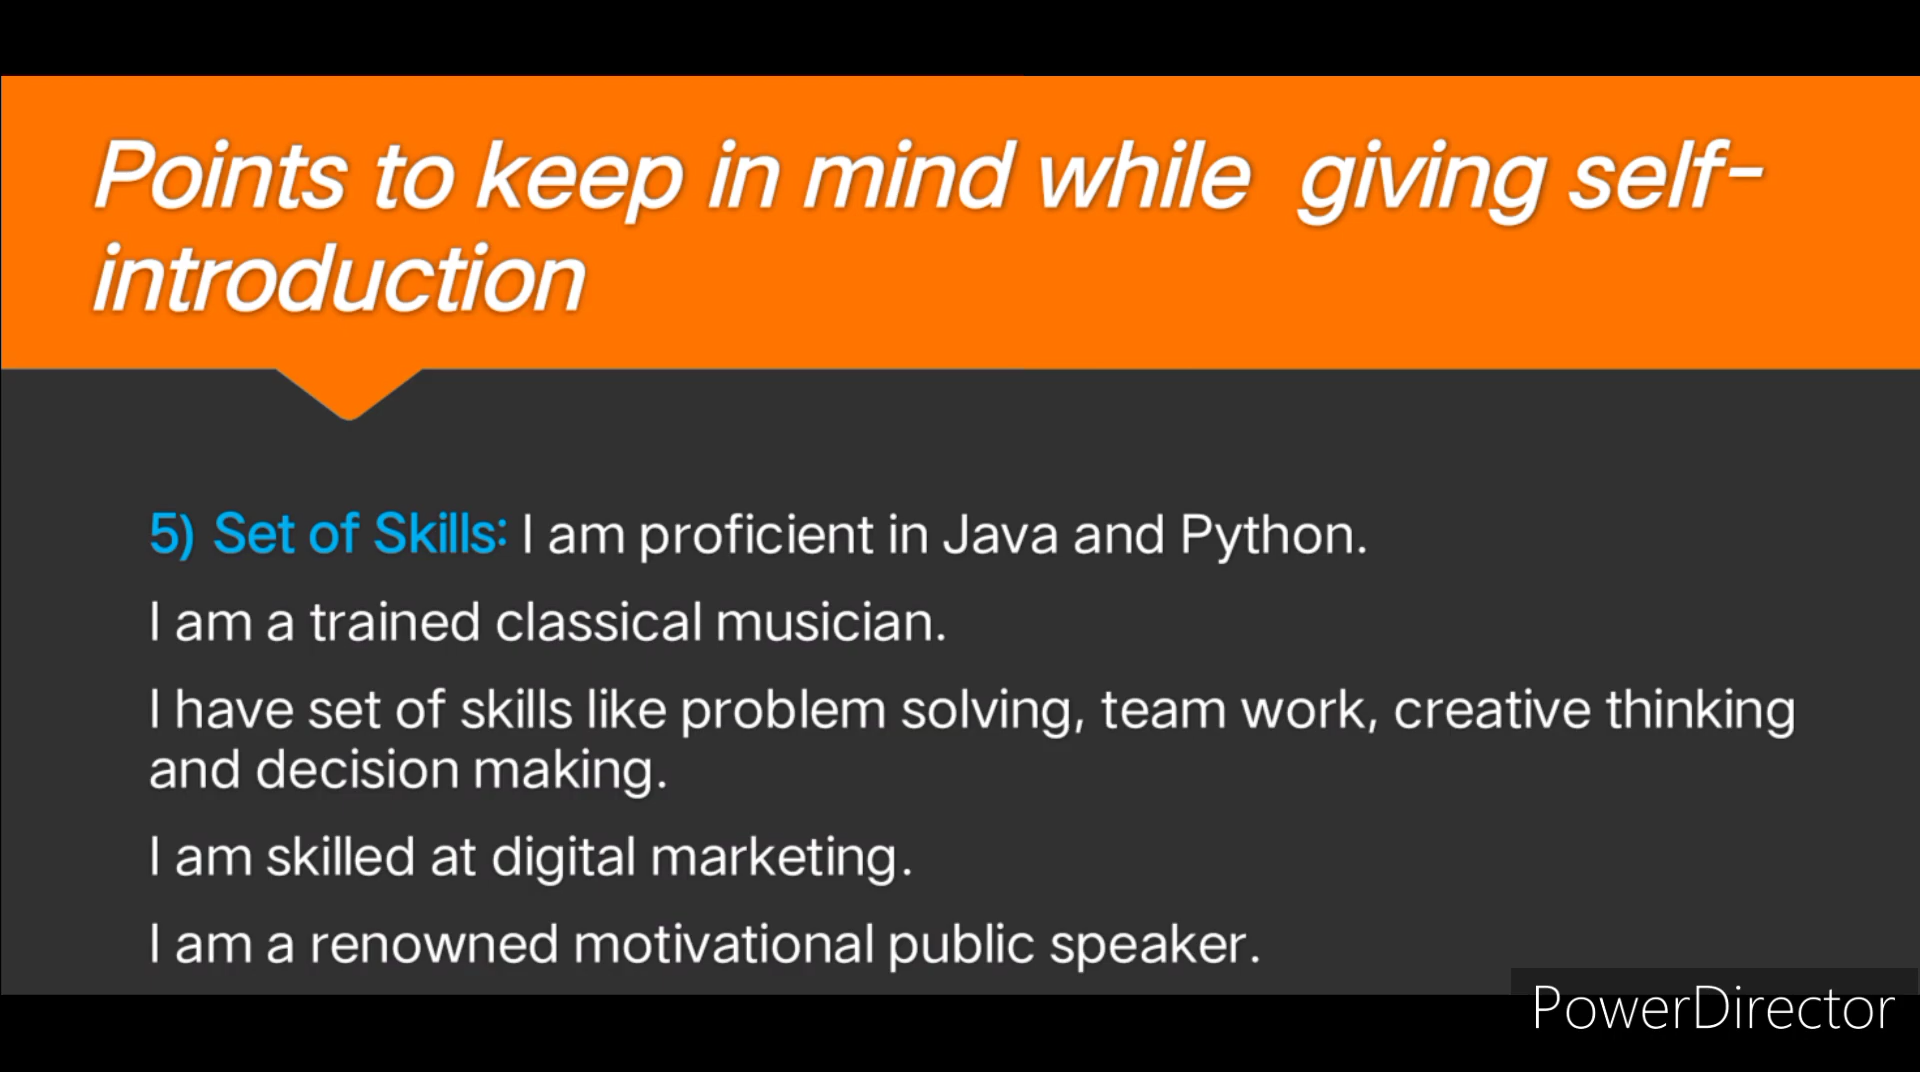 Points to keep in mind while  giving self-
introduction
5) Set of Skills: I am proficient in Java and Python.
I am a trained classical musician.
I have set of skills like problem solving, team work, creative thinking
and decision making.
I am skilled at digital marketing.
I am a renowned motivational public speaker.
PowerDirector